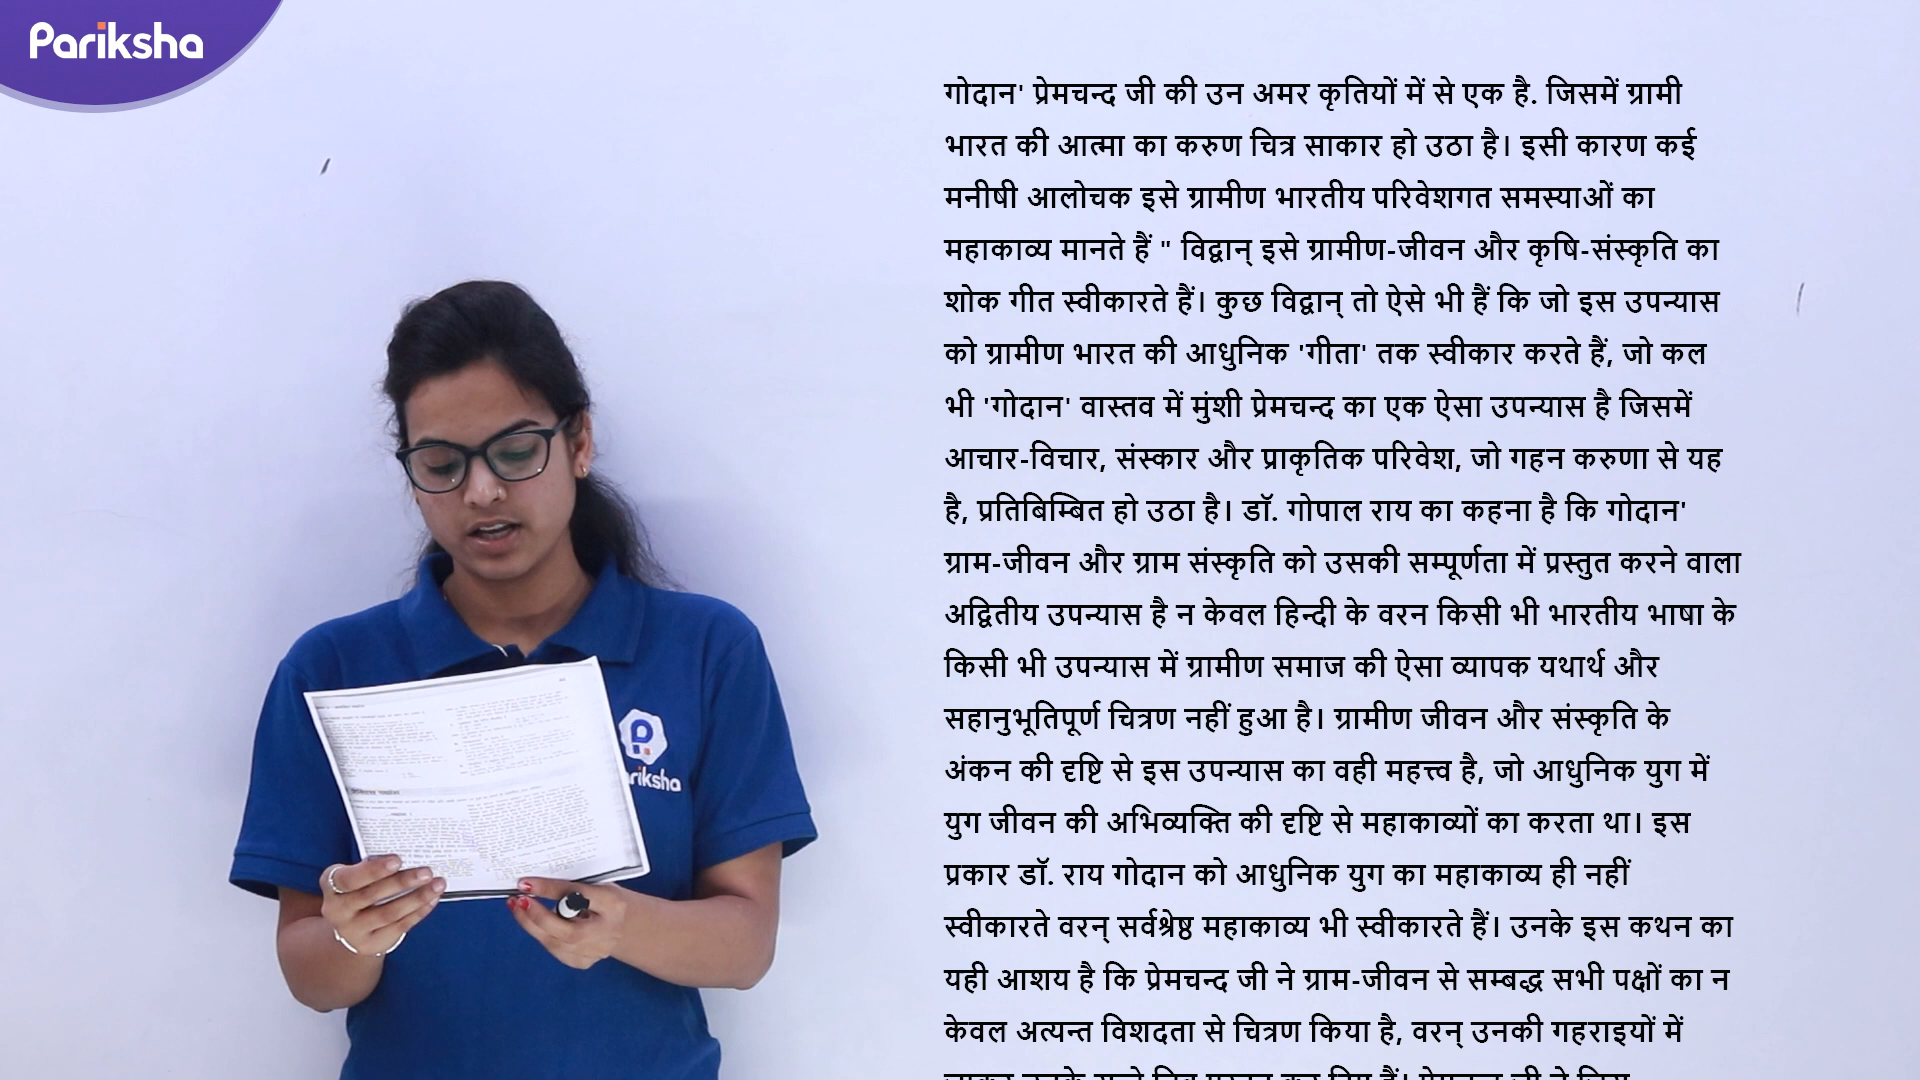 Pariksha
गोदान' प्रेमचन्द जी की उन अमर कृतियों में से एक है. जिसमें ग्रामी
भारत की आत्मा का करुण चित्र साकार हो उठा है। इसी कारण कई
मनीषी आलोचक इसे ग्रामीण भारतीय परिवेशगत समस्याओं का
महाकाव्य मानते हैं " विद्वान् इसे ग्रामीण-जीवन और कृषि-संस्कृति का
शोक गीत स्वीकारते हैं। कुछ विद्वान् तो ऐसे भी हैं कि जो इस उपन्यास
को ग्रामीण भारत की आधुनिक 'गीता' तक स्वीकार करते हैं, जो कल
भी 'गोदान' वास्तव में मुंशी प्रेमचन्द का एक ऐसा उपन्यास है जिसमें
आचार-विचार, संस्कार और प्राकृतिक परिवेश, जो गहन करुणा से यह
है, प्रतिबिम्बित हो उठा है। डॉ. गोपाल राय का कहना है कि गोदान'
ग्राम-जीवन और ग्राम संस्कृति को उसकी सम्पूर्णता में प्रस्तुत करने वाला
अद्वितीय उपन्यास है न केवल हिन्दी के वरन किसी भी भारतीय भाषा के
किसी भी उपन्यास में ग्रामीण समाज की ऐसा व्यापक यथार्थ और
सहानुभूतिपूर्ण चित्रण नहीं हुआ है। ग्रामीण जीवन और संस्कृति के
अंकन की दृष्टि से इस उपन्यास का वही महत्त्व है, जो आधुनिक युग में
युग जीवन की अभिव्यक्ति की दृष्टि से महाकाव्यों का करता था। इस
प्रकार डॉ. राय गोदान को आधुनिक युग का महाकाव्य ही नहीं
स्वीकारते वरन् सर्वश्रेष्ठ महाकाव्य भी स्वीकारते हैं। उनके इस कथन का
यही आशय है कि प्रेमचन्द जी ने ग्राम-जीवन से सम्बद्ध सभी पक्षों का न
केवल अत्यन्त विशदता से चित्रण किया है, वरन् उनकी गहराइयों में